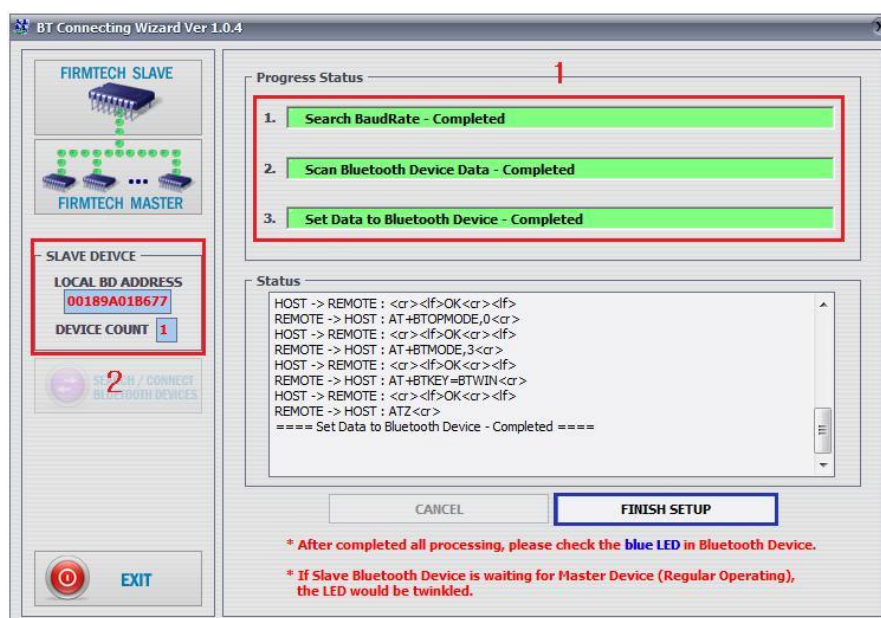 BT Connecting Wizard Ver 1.0.4
FIRMTECH SLAVE
FIRMTECH MASTER
SLAVE DEIVCE
LOCAL BD ADDRESS
00189A01B677
DEVICE COUNT 1
2
SEARCH / CONNECT
BLUETOOTH DEVICES
EXIT
Progress Status
1
1. Search BaudRate - Completed
2. Scan Bluetooth Device Data - Completed
3. Set Data to Bluetooth Device - Completed
Status
HOST -> REMOTE : <cr><lf>OK<cr><lf>
REMOTE -> HOST : AT+BTOPMODE,0<cr>
HOST -> REMOTE : <cr><lf>OK<cr><lf>
REMOTE -> HOST : AT+BTMODE,3<cr>
HOST -> REMOTE : <cr><lf>OK<cr><lf>
REMOTE -> HOST : AT+BTKEY=BTWIN<cr>
HOST -> REMOTE : <cr><lf>OK<cr><lf>
REMOTE -> HOST : ATZ<cr>
==== Set Data to Bluetooth Device - Completed ====
CANCEL
FINISH SETUP
* After completed all processing, please check the blue LED in Bluetooth Device.
* If Slave Bluetooth Device is waiting for Master Device (Regular Operating),
the LED would be twinkled.